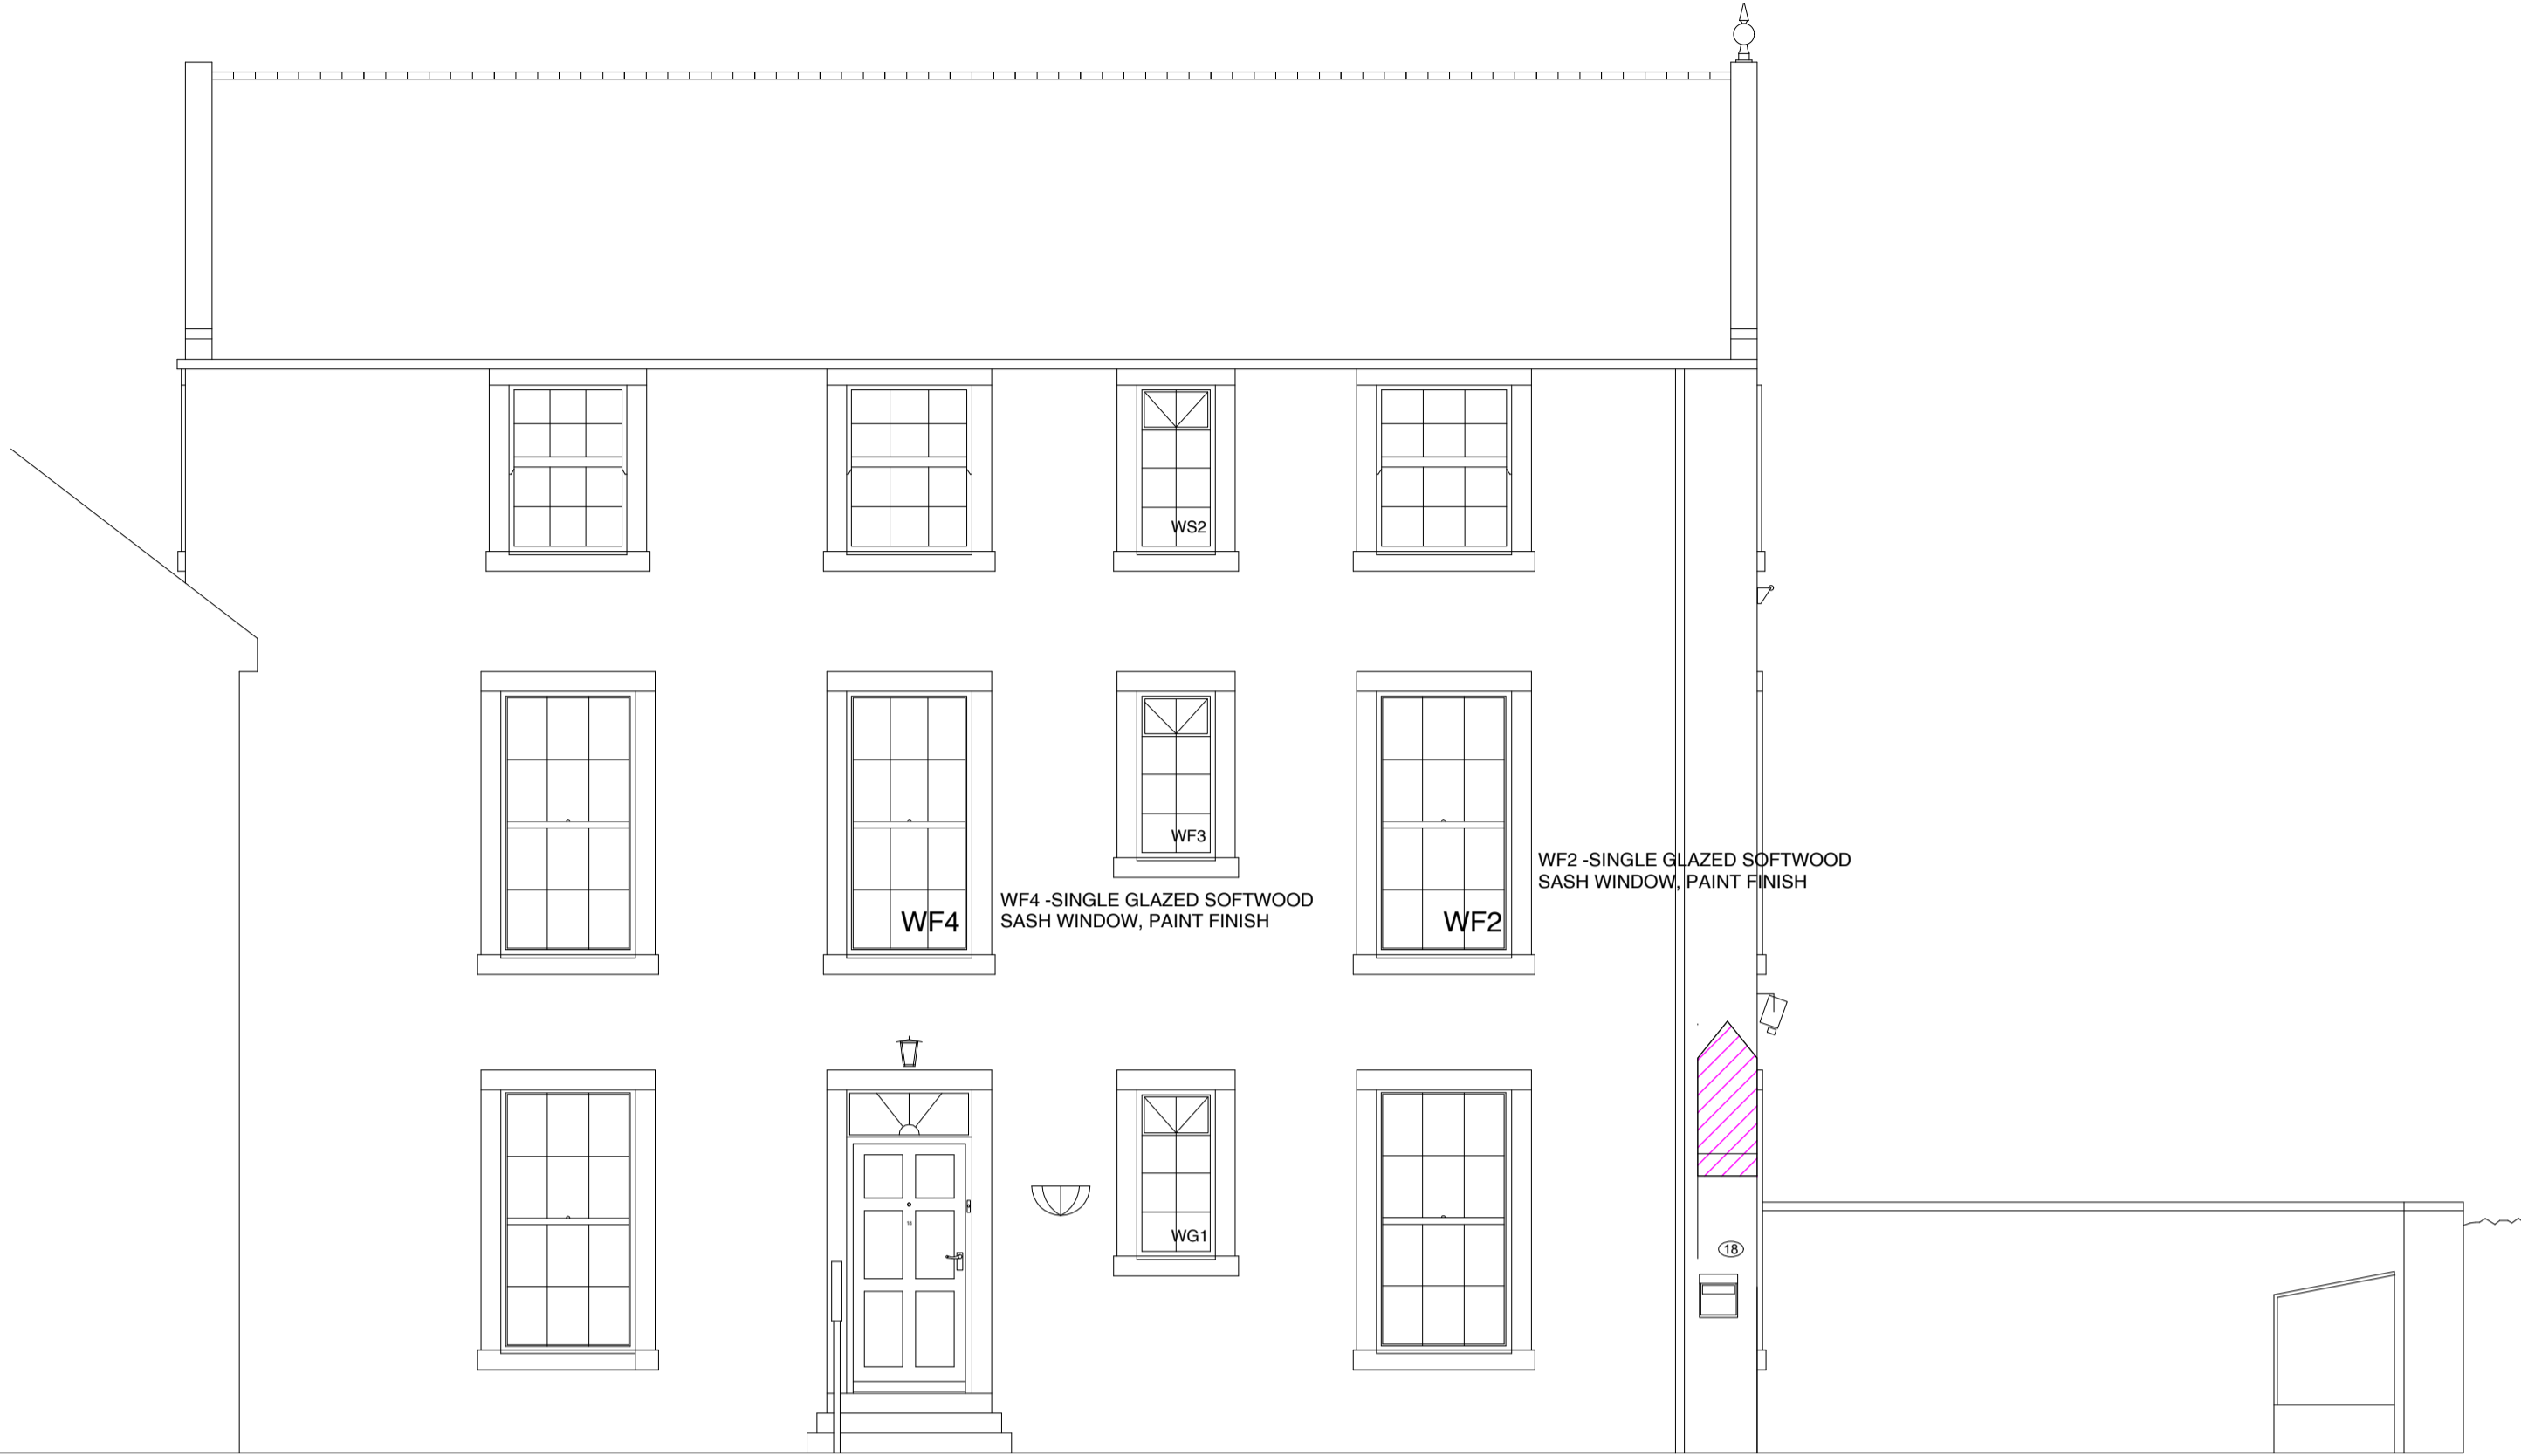 WS2
WF3
WF2 -SINGLE GLAZED SOFTWOOD
SASH WINDOW, PAINT FINISH
WF4 -SINGLE GLAZED SOFTWOOD
SASH WINDOW, PAINT FINISH
WF4
WF2
18
WG1
18